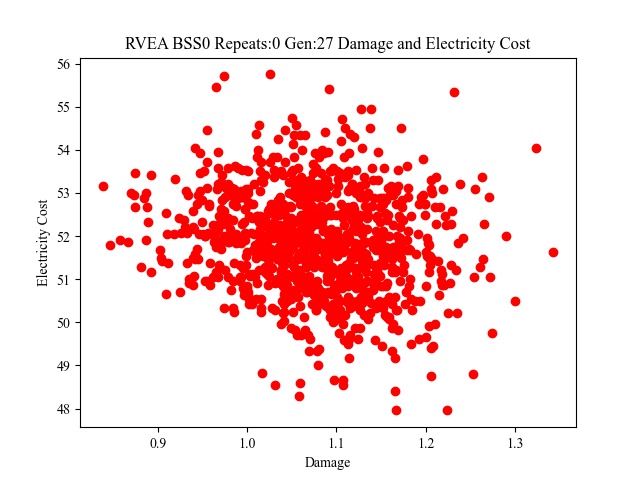 RVEA BSS0 Repeats:0 Gen:27 Damage and Electricity Cost
56
55
54
53
52
51
50
49
48
Electricity Cost
0.9 1.0 1.1 1.2 1.3
Damage